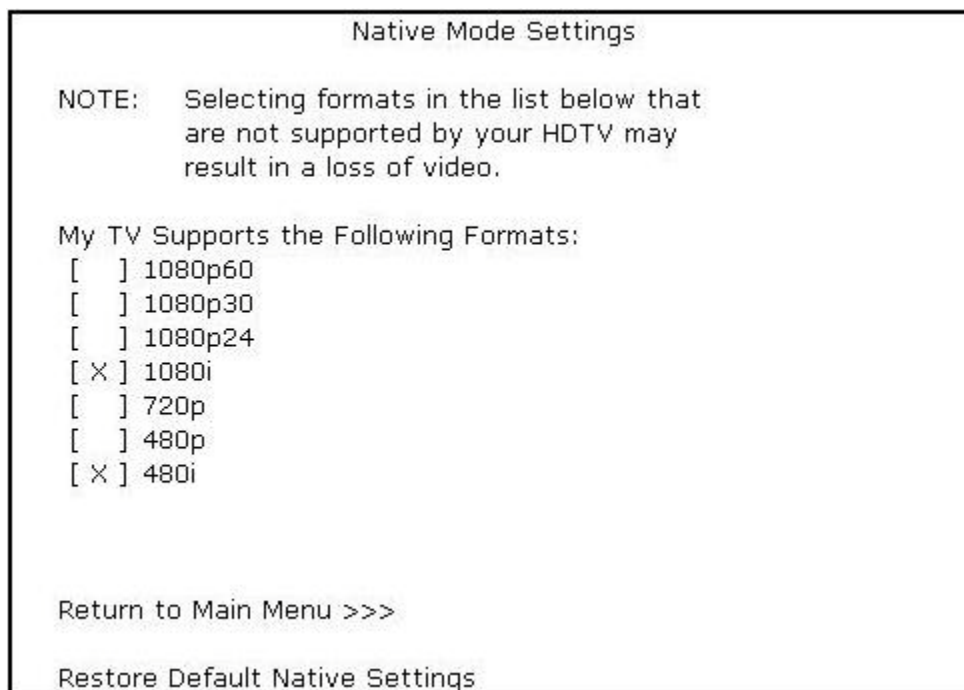 Native Mode Settings
NOTE: Selecting formats in the list below that
are not supported by your HDTV may
result in a loss of video.
My TV Supports the Following Formats:
[ ] 1080p60
[ ] 1080p30
[ ] 1080p24
[ X ] 1080i
[ ] 720p
[ ] 480p
[ X ] 480i
Return to Main Menu >>>
Restore Default Native Settings